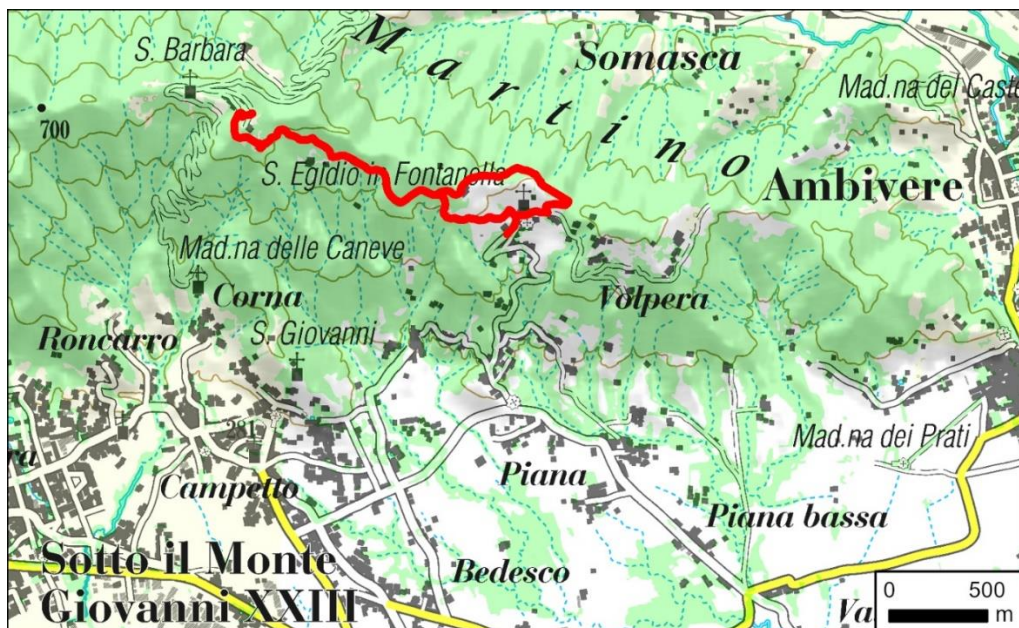 S. Barbara
Martino
Somasca
Mad.na del Caste
700
S. Egidio in Fontanella
Ambivere
Mad.na delle Caneve
Corna
Volpera
Roncarro
S. Giovanni
281
Mad.na dei Prati
ra
Campetto
Piana
Piana bassa
Sotto il Monte
Giovanni XXIII
Bedesco
Va
0 500
m